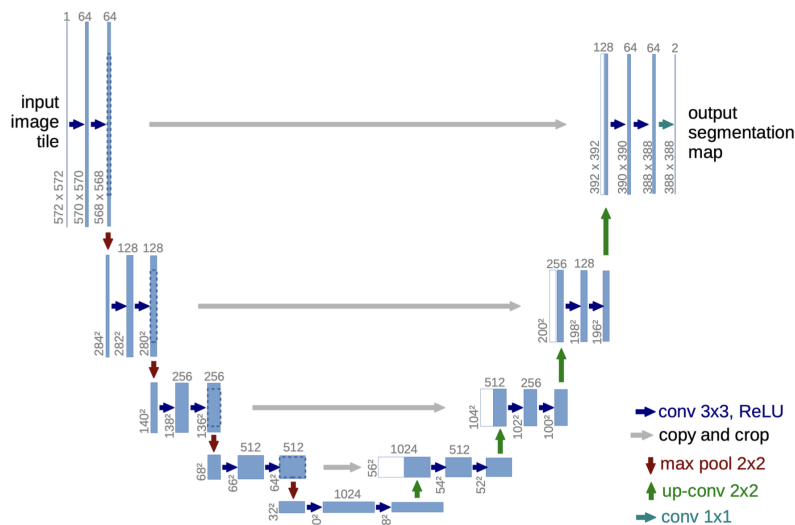 1 64 64
128 64 64 2
input
image
tile
output
segmentation
map
572 x 572
570 x 570
568 x 568
392 x 392
390 x 390
388 x 388
388 x 388
128 128
256 128
284²
282²
280²
200²
198²
196²
256 256
512 256
140²
138²
136²
104²
102²
100²
512 512
1024 512
68²
66²
64²
56²
54²
52²
1024
32²
0²
8²
conv 3x3, ReLU
copy and crop
max pool 2x2
up-conv 2x2
conv 1x1